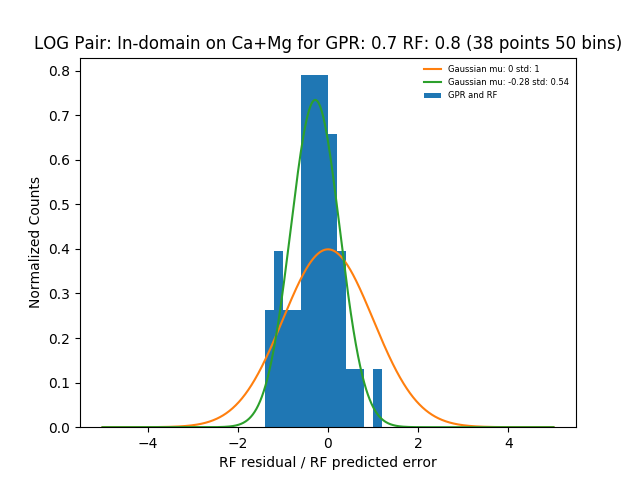 LOG Pair: In-domain on Ca+Mg for GPR: 0.7 RF: 0.8 (38 points 50 bins)
Gaussian mu: 0 std: 1
Gaussian mu: -0.28 std: 0.54
GPR and RF
Normalized Counts
0.8
0.7
0.6
0.5
0.4
0.3
0.2
0.1
0.0
−4 −2 0 2 4
RF residual / RF predicted error